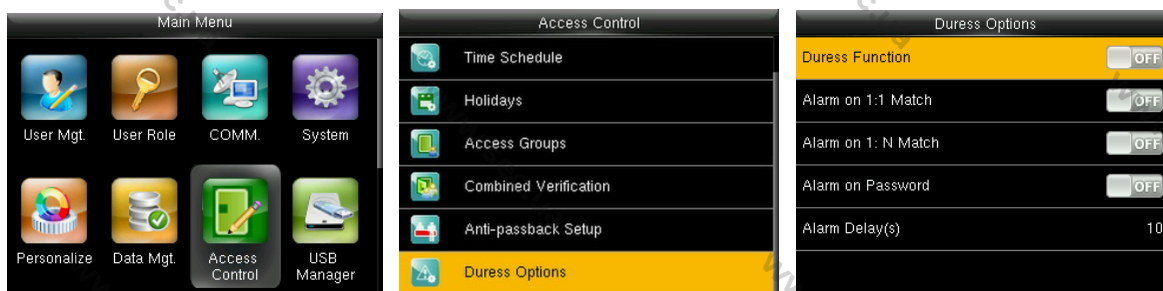 Main Menu
User Mgt.
User Role
COMM.
System
Personalize
Data Mgt.
Access
Control
USB
Manager
Access Control
Time Schedule
Holidays
Access Groups
Combined Verification
Anti-passback Setup
Duress Options
Duress Options
Duress Function OFF
Alarm on 1:1 Match OFF
Alarm on 1: N Match OFF
Alarm on Password OFF
Alarm Delay(s) 10